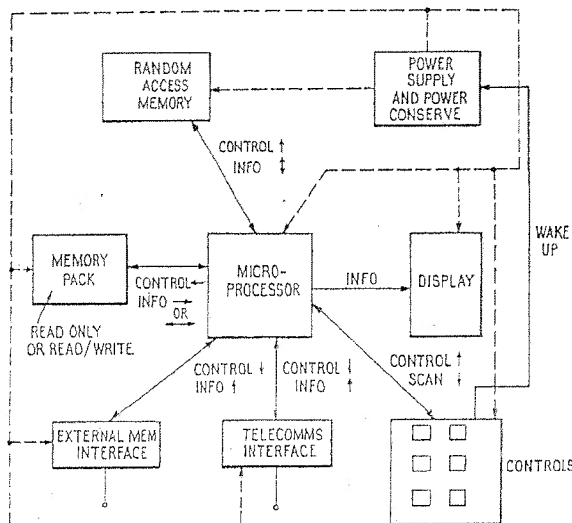 RANDOM
ACCESS
MEMORY
POWER
SUPPLY
AND POWER
CONSERVE
CONTROL
INFO
WAKE
UP
MEMORY
PACK
CONTROL
INFO
OR
MICRO-
PROCESSOR
INFO
DISPLAY
READ ONLY
OR READ/WRITE
CONTROL
INFO
CONTROL
INFO
CONTROL
SCAN
EXTERNAL MEM
INTERFACE
TELECOMMS
INTERFACE
CONTROLS